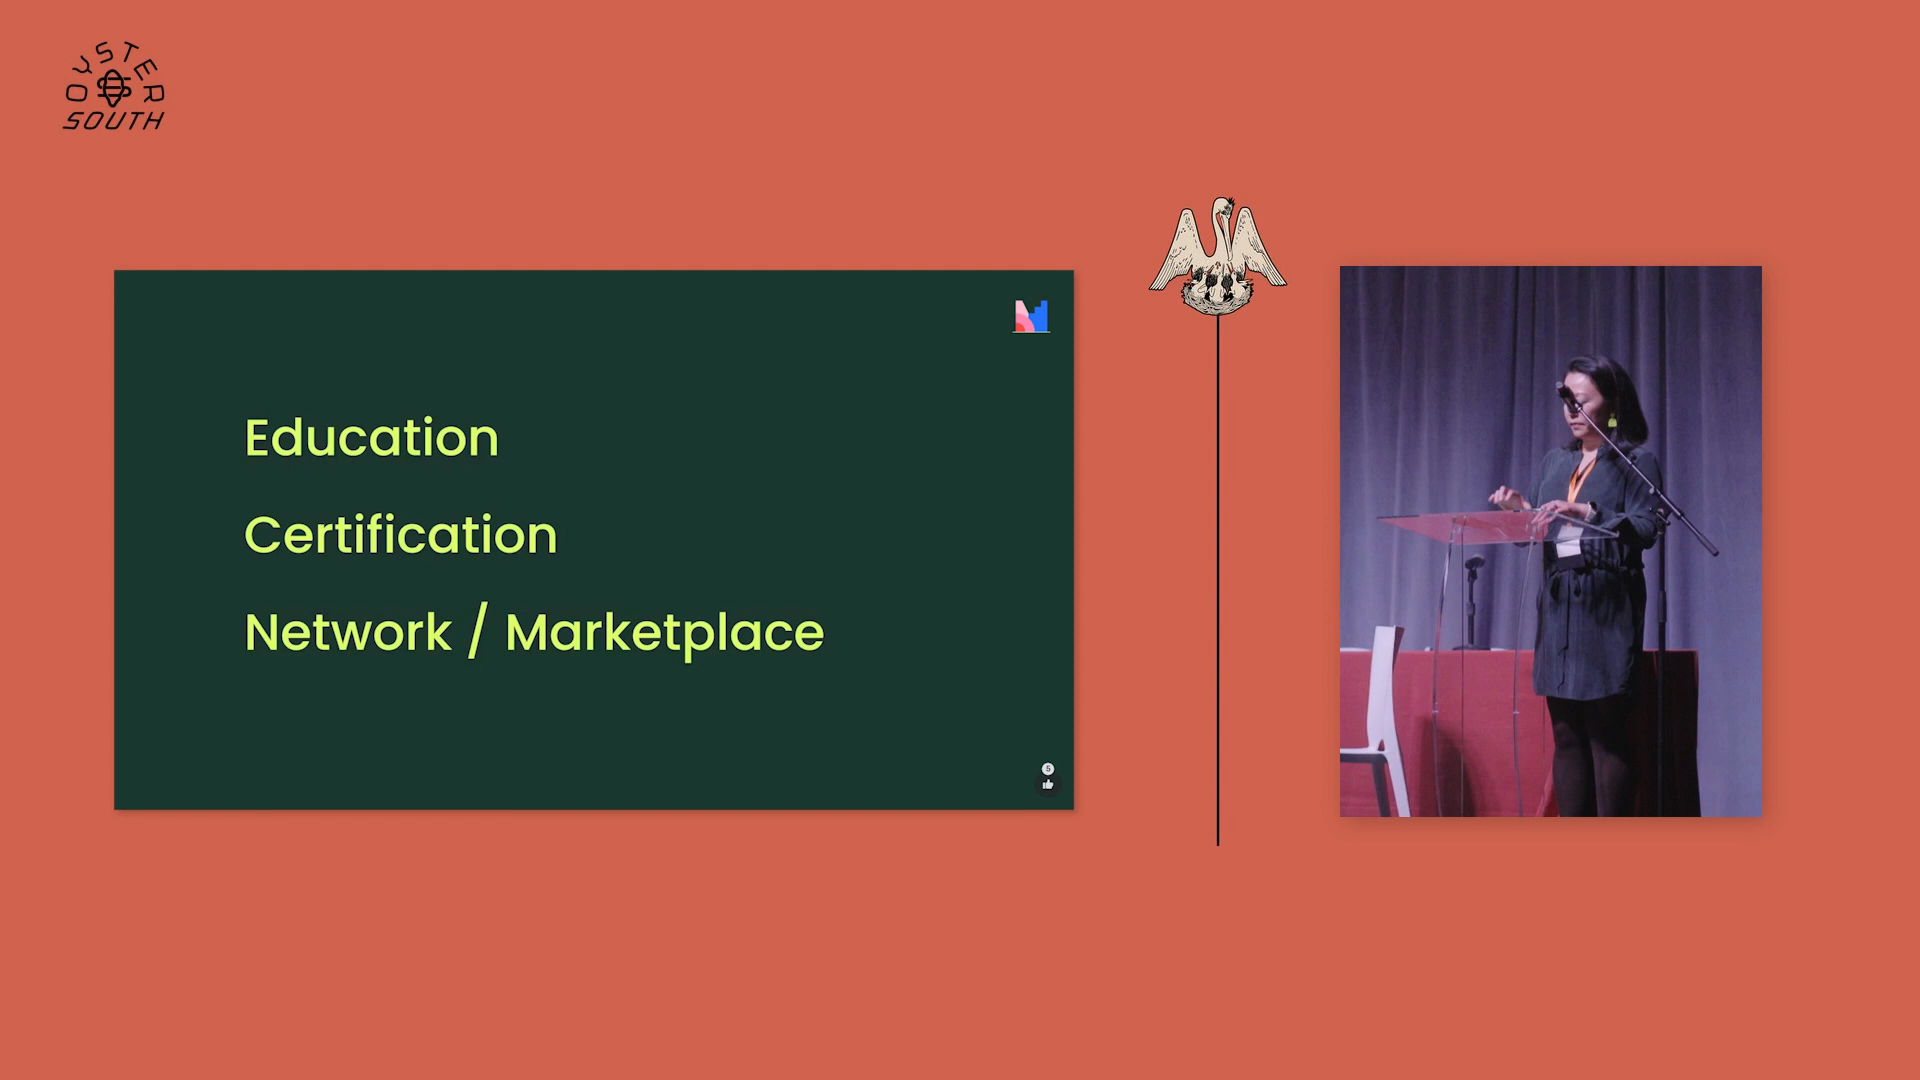 OYSTER
SOUTH
Education
Certification
Network / Marketplace